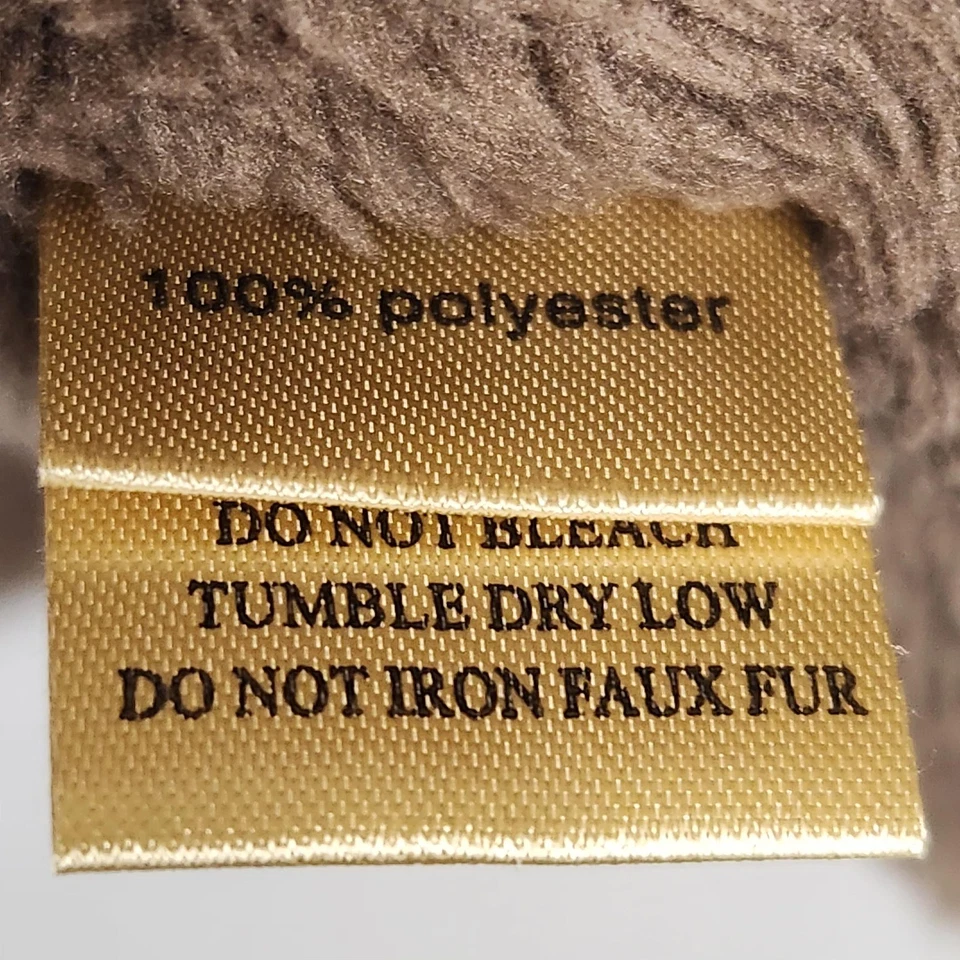 100% polyester
DO NOT BLEACH
TUMBLE DRY LOW
DO NOT IRON FAUX FUR